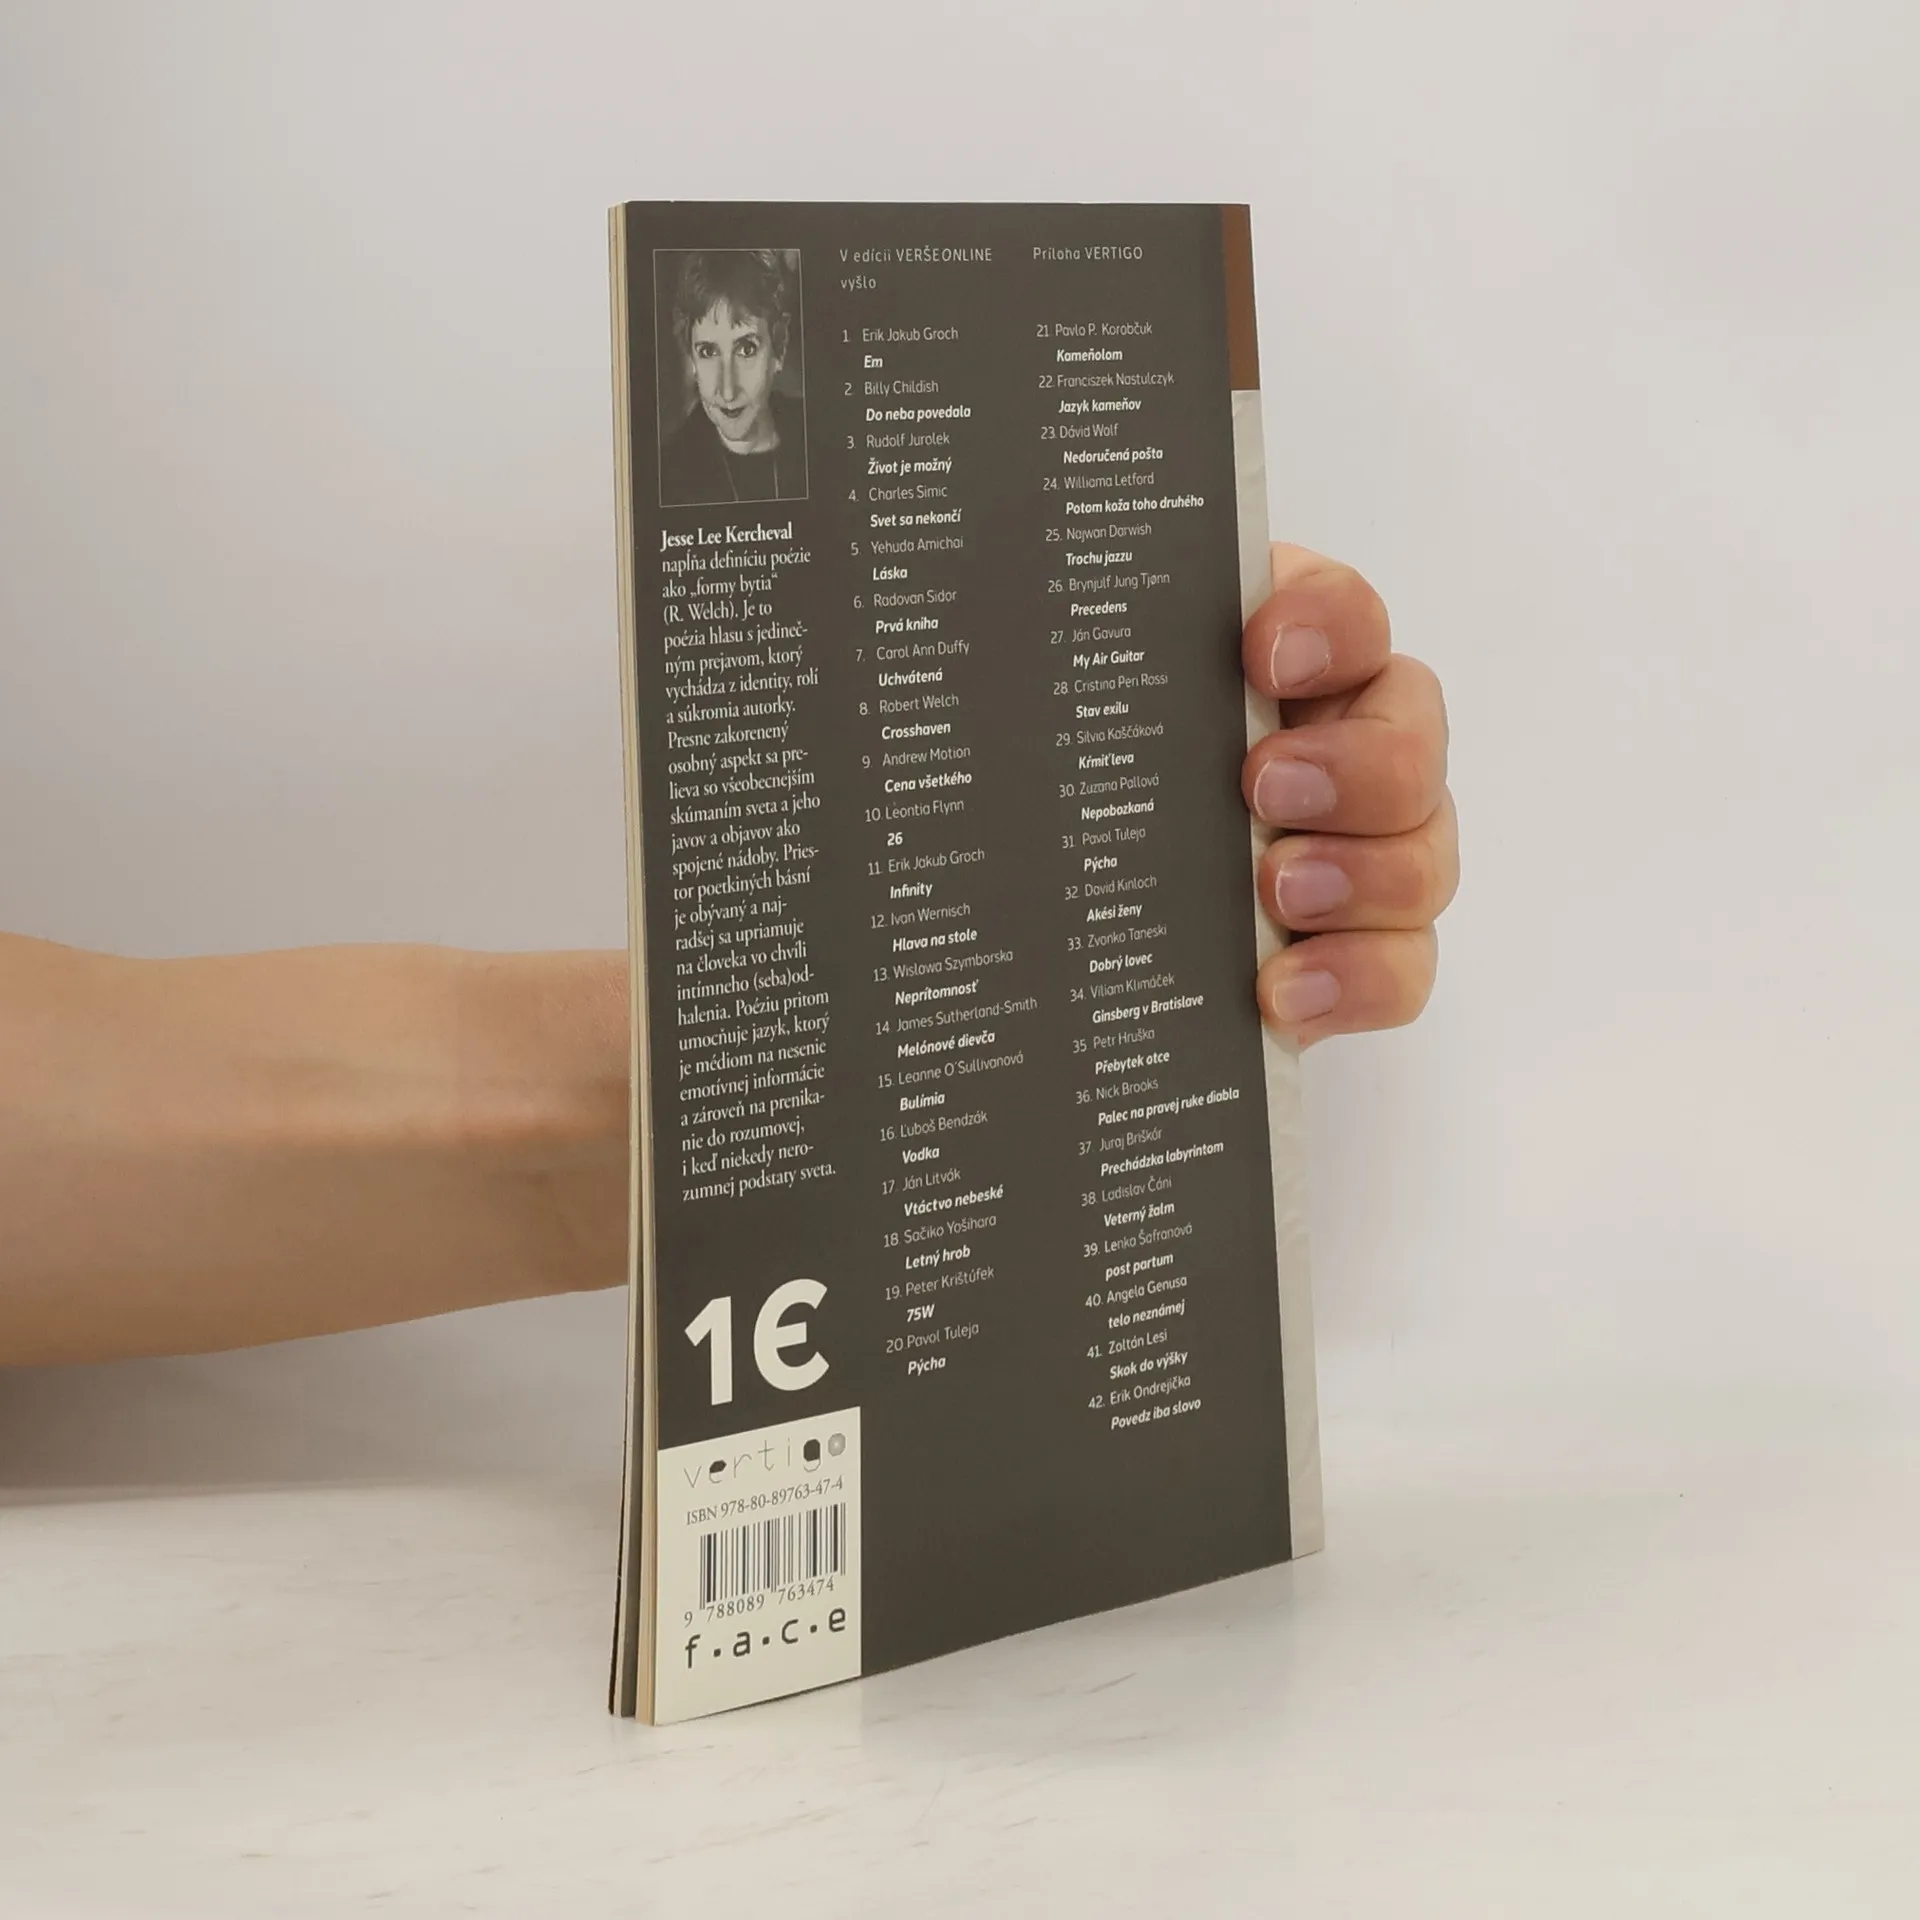 Jesse Lee Kercheval
napĺňa definíciu poézie
ako „formy bytia“
(R. Welch). Je to
poézia hlasu s jedineč-
ným prejavom, ktorý
vychádza z identity, rolí
a súkromia autorky.
Presne zakorenený
osobný aspekt sa pre-
lieva so všeobecnejším
skúmaním sveta a jeho
javov a objavov ako
spojené nádoby. Pries-
tor poetkiných básní
je obývaný a naj-
radšej sa upriamuje
na človeka vo chvíli
intímneho (seba)od-
halenia. Poéziu pritom
umocňuje jazyk, ktorý
je médiom na nesenie
emotívnej informácie
a zároveň na prenika-
nie do rozumovej,
i keď niekedy nero-
zumnej podstaty sveta.
1€
vertigo
ISBN 978-80-89763-47-4
9 788089 763474
f.a.c.e
V edícii VERŠEONLINE
vyšlo
1. Erik Jakub Groch
Em
2. Billy Childish
Do neba povedala
3. Rudolf Jurolek
Život je možný
4. Charles Simic
Svet sa nekončí
5. Yehuda Amichai
Láska
6. Radovan Sidor
Prvá kniha
7. Carol Ann Duffy
Uchvátená
8. Robert Welch
Crosshaven
9 Andrew Motion
Cena všetkého
10. Leontia Flynn
26
11. Erik Jakub Groch
Infinity
12. Ivan Wernisch
Hlava na stole
13. Wislowa Szymborska
Neprítomnosť
14 James Sutherland-Smith
Melónové dievča
15. Leanne O´Sullivanová
Bulímia
16. Ľuboš Bendzák
Vodka
17. Ján Litvák
Vtáctvo nebeské
18. Sačiko Yošihara
Letný hrob
19. Peter Krištúfek
75W
20 Pavol Tuleja
Pýcha
Príloha VERTIGO
21. Pavlo P. Korobčuk
Kameňolom
22. Franciszek Nastulczyk
Jazyk kameňov
23. Dávid Wolf
Nedoručená pošta
24. Williama Letford
Potom koža toho druhého
25. Najwan Darwish
Trochu jazzu
26. Brynjulf Jung Tjønn
Precedens
27. Ján Gavura
My Air Guitar
28. Cristina Peri Rossi
Stav exilu
29. Silvia Kaščáková
Kŕmiť leva
30. Zuzana Pallová
Nepobozkaná
31. Pavol Tuleja
Pýcha
32. David Kinloch
Akési ženy
33. Zvonko Taneski
Dobrý lovec
34. Viliam Klimáček
Ginsberg v Bratislave
35 Petr Hruška
Přebytek otce
36. Nick Brooks
Palec na pravej ruke diabla
37. Juraj Briškár
Prechádzka labyrintom
38. Ladislav Čáni
Veterný žalm
39. Lenka Šafranová
post partum
40. Angela Genusa
telo neznámej
41. Zoltán Lesi
Skok do výšky
42. Erik Ondrejička
Povedz iba slovo